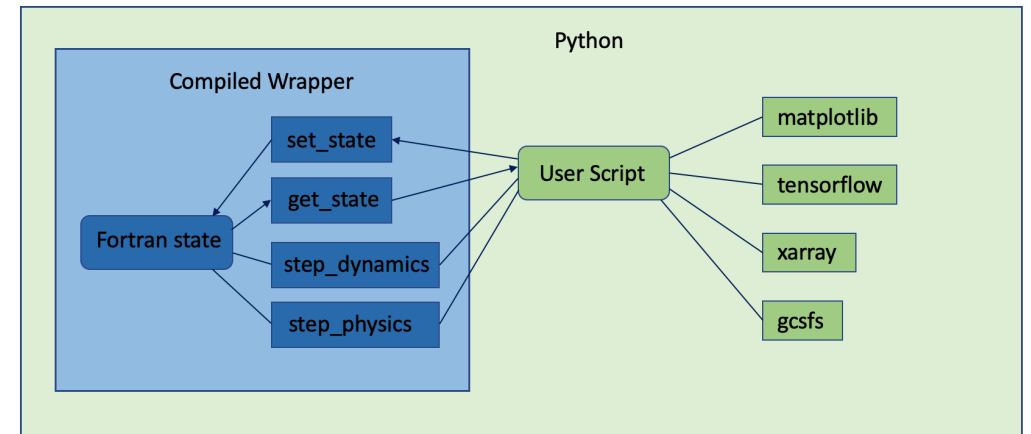 Python
Compiled Wrapper
set_state
get_state
Fortran state
step_dynamics
step_physics
User Script
matplotlib
tensorflow
xarray
gcsfs